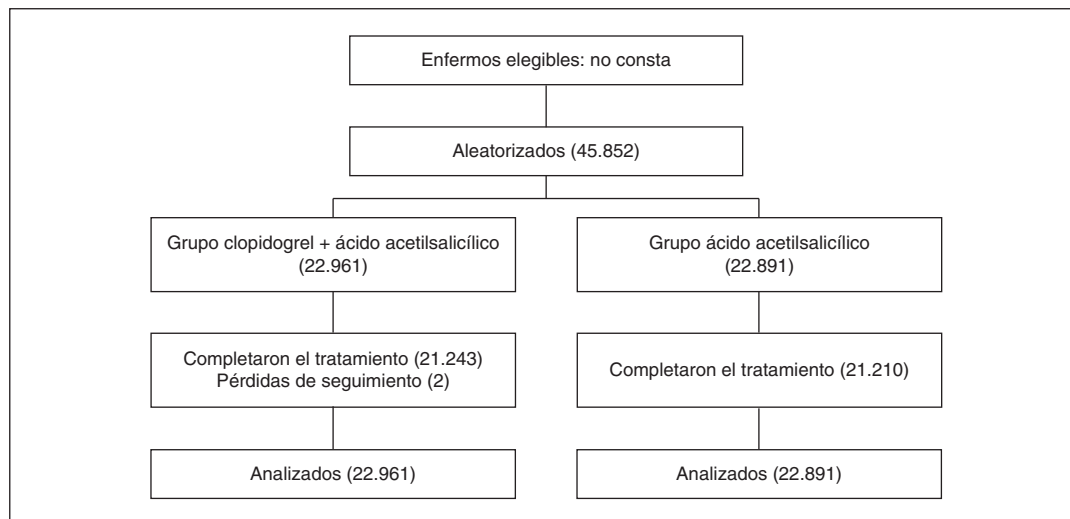 Enfermos elegibles: no consta
Aleatorizados (45.852)
Grupo clopidogrel + ácido acetilsalicílico
(22.961)
Grupo ácido acetilsalicílico
(22.891)
Completaron el tratamiento (21.243)
Pérdidas de seguimiento (2)
Completaron el tratamiento (21.210)
Analizados (22.961)
Analizados (22.891)